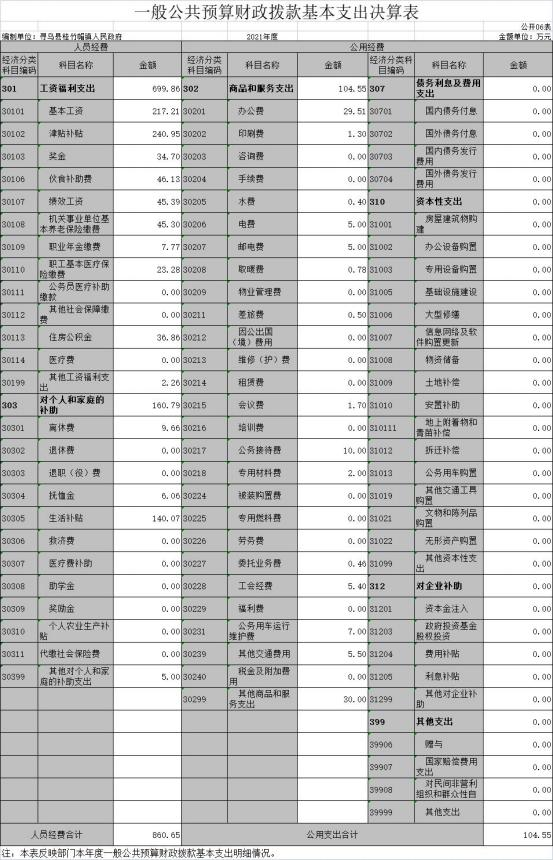 一般公共预算财政拨款基本支出决算表
公开06表
编制单位：寻乌县桂竹帽镇人民政府 2021年度 金额单位：万元
人员经费 公用经费
经济分类科目编码 科目名称 金额 经济分类科目编码 科目名称 金额 经济分类科目编码 科目名称 金额
301 工资福利支出 699.86 302 商品和服务支出 104.55 307 债务利息及费用支出 0.00
30101 基本工资 217.21 30201 办公费 29.51 30701 国内债务付息 0.00
30102 津贴补贴 240.95 30202 印刷费 1.30 30702 国外债务付息 0.00
30103 奖金 34.70 30203 咨询费 0.00 30703 国内债务发行费用 0.00
30106 伙食补助费 46.13 30204 手续费 0.00 30704 国外债务发行费用 0.00
30107 绩效工资 45.39 30205 水费 0.40 310 资本性支出 0.00
30108 机关事业单位基本养老保险缴费 45.30 30206 电费 5.00 31001 房屋建筑物购建 0.00
30109 职业年金缴费 7.77 30207 邮电费 5.00 31002 办公设备购置 0.00
30110 职工基本医疗保险缴费 23.28 30208 取暖费 0.78 31003 专用设备购置 0.00
30111 公务员医疗补助缴款 0.00 30209 物业管理费 0.00 31005 基础设施建设 0.00
30112 其他社会保障缴费 0.00 30211 差旅费 0.50 31006 大型修缮 0.00
30113 住房公积金 36.86 30212 因公出国（境）费用 0.00 31007 信息网络及软件购置更新 0.00
30114 医疗费 0.00 30213 维修（护）费 0.00 31008 物资储备 0.00
30199 其他工资福利支出 2.26 30214 租赁费 0.00 31009 土地补偿 0.00
303 对个人和家庭的补助 160.79 30215 会议费 1.70 31010 安置补助 0.00
30301 离休费 9.66 30216 培训费 0.00 310111 地上附着物和青苗补偿 0.00
30302 退休费 0.00 30217 公务接待费 10.00 31012 拆迁补偿 0.00
30303 退职（役）费 0.00 30218 专用材料费 2.00 31013 公务用车购置 0.00
30304 抚恤金 6.06 30224 被装购置费 0.00 31019 其他交通工具购置 0.00
30305 生活补贴 140.07 30225 专用燃料费 0.00 31021 文物和陈列品购置 0.00
30306 救济费 0.00 30226 劳务费 0.00 31022 无形资产购置 0.00
30307 医疗费补助 0.00 30227 委托业务费 0.46 31099 其他资本性支出 0.00
30308 助学金 0.00 30228 工会经费 5.40 312 对企业补助 0.00
30309 奖励金 0.00 30229 福利费 0.00 31201 资本金注入 0.00
30310 个人农业生产补贴 0.00 30231 公务用车运行维护费 7.00 31203 政府投资基金股权投资 0.00
30311 代缴社会保险费 0.00 30239 其他交通费用 5.50 31204 费用补贴 0.00
30399 其他对个人和家庭的补助支出 5.00 30240 税金及附加费用 0.00 31205 利息补贴 0.00
30299 其他商品和服务支出 30.00 31299 其他对企业补助 0.00
399 其他支出 0.00
39906 赠与 0.00
39907 国家赔偿费用支出 0.00
39908 对民间非营利组织和群众性自 0.00
39999 其他支出 0.00
人员经费合计 860.65 公用支出合计 104.55
注：本表反映部门本年度一般公共预算财政拨款基本支出明细情况。